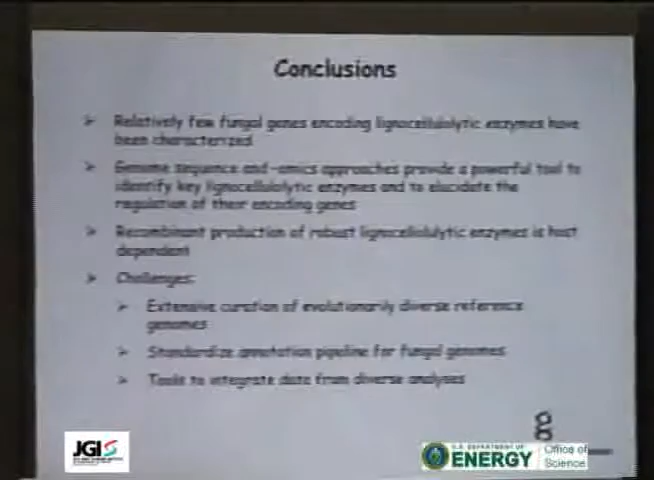 Conclusions
Relatively few fungal genes encoding lignocellulolytic enzymes have
been characterized
Genome sequence and -omics approaches provide a powerful tool to
identify key lignocellulolytic enzymes and to elucidate the
regulation of their encoding genes
Recombinant production of robust lignocellulolytic enzymes is host
dependent
Challenges:
Extensive curation of evolutionarily diverse reference
genomes
Standardize annotation pipeline for fungal genomes
Tools to integrate data from diverse analyses
JGI
U.S. DEPARTMENT OF
ENERGY
Office of
Science